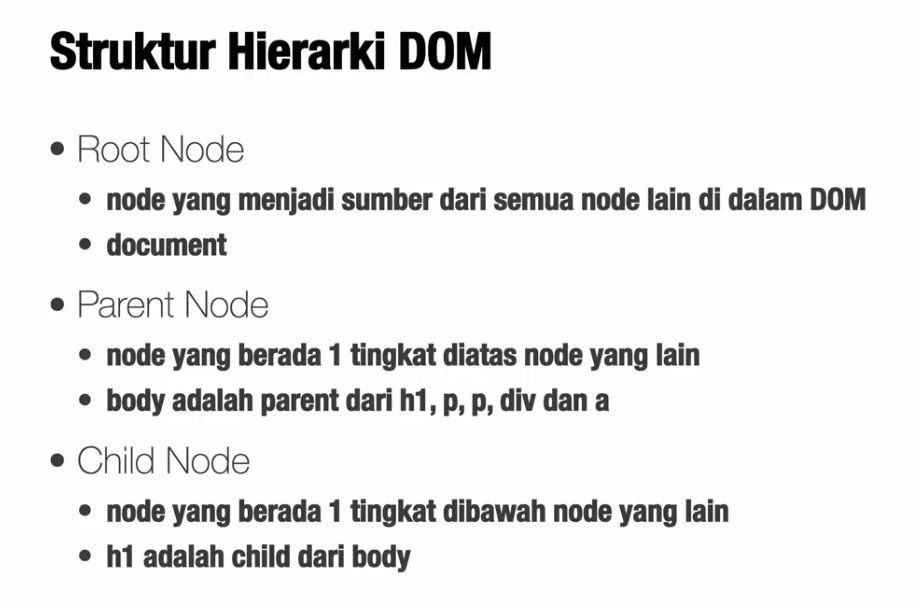 Struktur Hierarki DOM
• Root Node
• node yang menjadi sumber dari semua node lain di dalam DOM
• document
• Parent Node
• node yang berada 1 tingkat diatas node yang lain
• body adalah parent dari h1, p, p, div dan a
• Child Node
• node yang berada 1 tingkat dibawah node yang lain
• h1 adalah child dari body